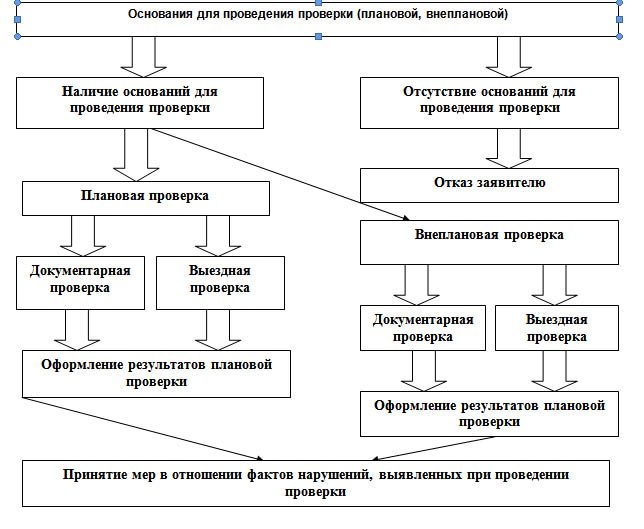 Основания для проведения проверки (плановой, внеплановой)
Наличие оснований для
проведения проверки
Отсутствие оснований для
проведения проверки
Отказ заявителю
Плановая проверка
Внеплановая проверка
Документарная
проверка
Выездная
проверка
Документарная
проверка
Выездная
проверка
Оформление результатов плановой
проверки
Оформление результатов плановой
проверки
Принятие мер в отношении фактов нарушений, выявленных при проведении
проверки